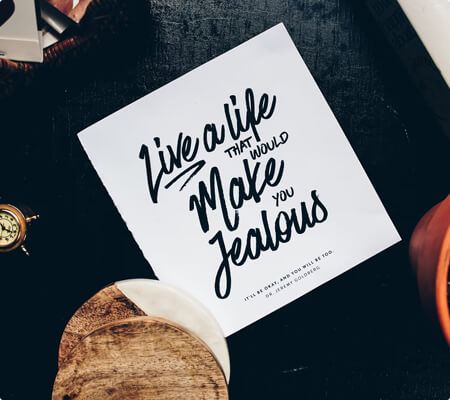 Live a life
THAT WOULD
Make
YOU
Jealous
IT'LL BE OKAY, AND YOU WILL BE TOO.
DR. JEREMY GOLDBERG